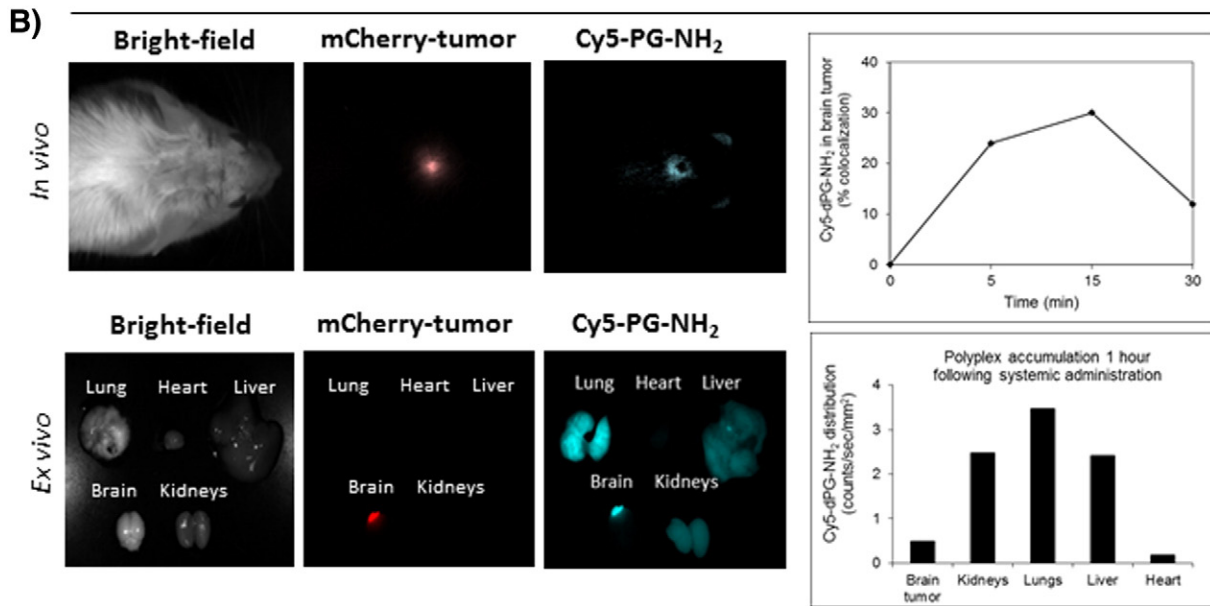 B)
Bright-field mCherry-tumor Cy5-PG-NH₂
In vivo
Cy5-dPG-NH₂ in brain tumor
(% colocalization)
40
30
20
10
0
0 5 15 30
Time (min)
Bright-field mCherry-tumor Cy5-PG-NH₂
Ex vivo
Lung Heart Liver
Brain Kidneys
Lung Heart Liver
Brain Kidneys
Lung Heart Liver
Brain Kidneys
Polyplex accumulation 1 hour
following systemic administration
Cy5-dPG-NH₂ distribution
(counts/sec/mm²)
4
3
2
1
0
Brain
tumor
Kidneys Lungs Liver Heart